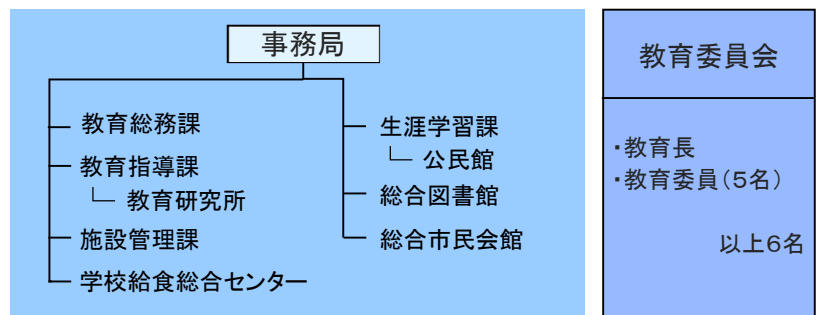 事務局
教育総務課
教育指導課
教育研究所
施設管理課
学校給食総合センター
生涯学習課
公民館
総合図書館
総合市民会館
教育委員会
・教育長
・教育委員(5名)
以上6名